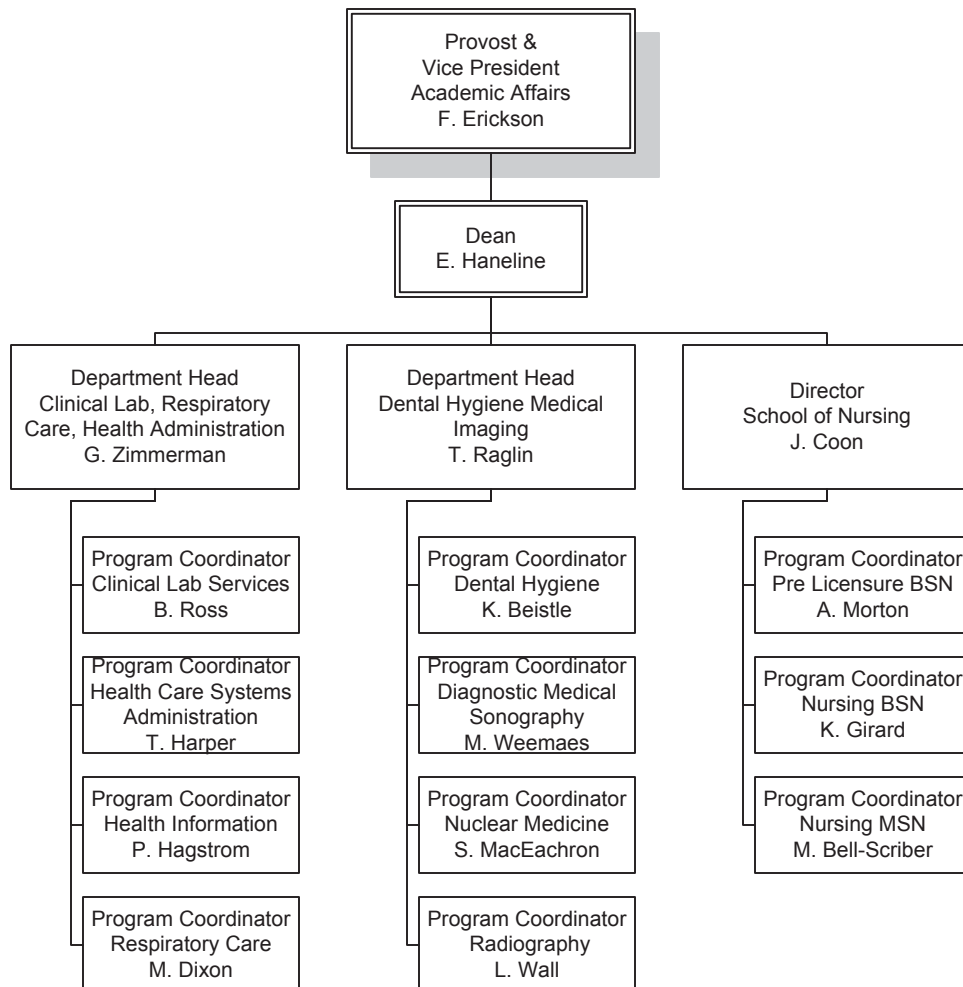 Provost &
Vice President
Academic Affairs
F. Erickson
Dean
E. Haneline
Department Head
Clinical Lab, Respiratory
Care, Health Administration
G. Zimmerman
Department Head
Dental Hygiene Medical
Imaging
T. Raglin
Director
School of Nursing
J. Coon
Program Coordinator
Clinical Lab Services
B. Ross
Program Coordinator
Health Care Systems
Administration
T. Harper
Program Coordinator
Health Information
P. Hagstrom
Program Coordinator
Respiratory Care
M. Dixon
Program Coordinator
Dental Hygiene
K. Beistle
Program Coordinator
Diagnostic Medical
Sonography
M. Weemaes
Program Coordinator
Nuclear Medicine
S. MacEachron
Program Coordinator
Radiography
L. Wall
Program Coordinator
Pre Licensure BSN
A. Morton
Program Coordinator
Nursing BSN
K. Girard
Program Coordinator
Nursing MSN
M. Bell-Scriber